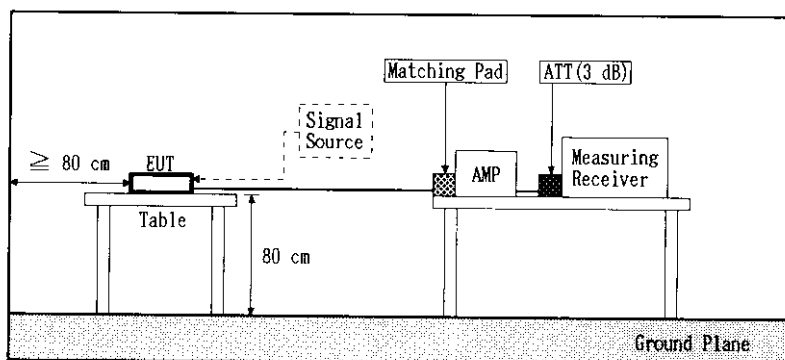 Matching Pad
ATT(3 dB)
Signal
Source
≧ 80 cm
EUT
AMP
Measuring
Receiver
Table
80 cm
Ground Plane